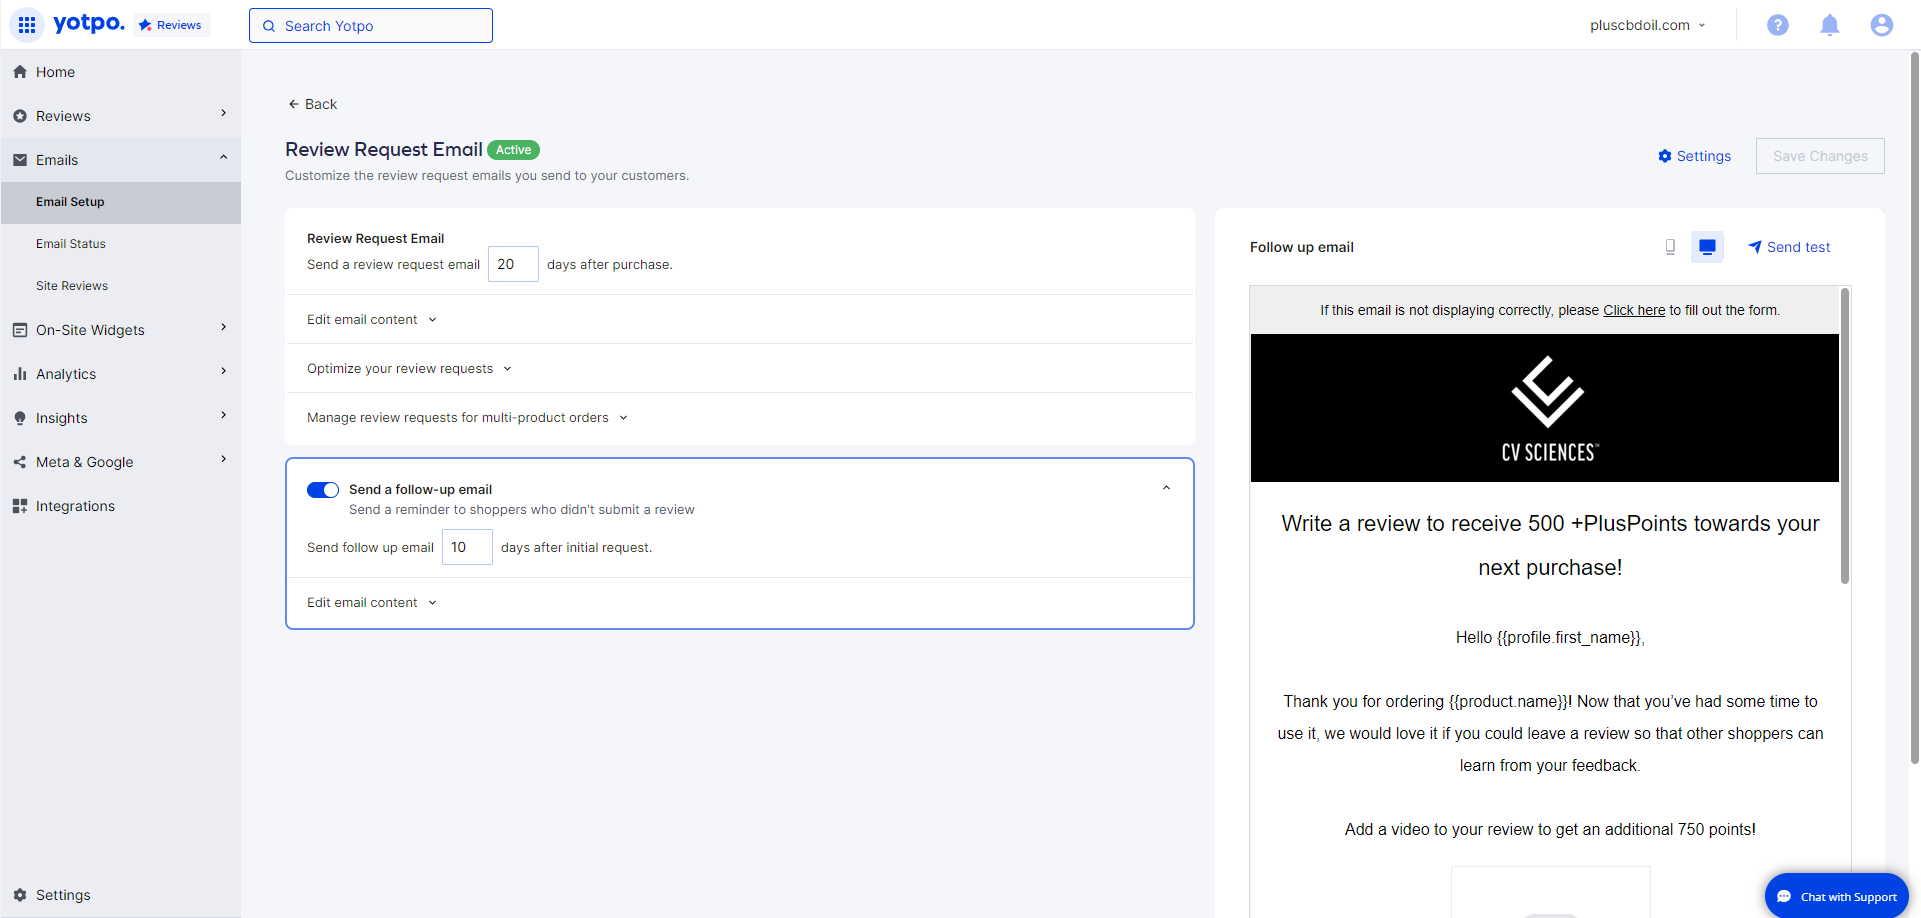 yotpo.
Reviews
Search Yotpo
pluscbdoil.com
Home
Reviews
Emails
Email Setup
Email Status
Site Reviews
On-Site Widgets
Analytics
Insights
Meta & Google
Integrations
Settings
Back
Review Request Email Active
Customize the review request emails you send to your customers.
Settings
Save Changes
Review Request Email
Send a review request email 20 days after purchase.
Edit email content
Optimize your review requests
Manage review requests for multi-product orders
Send a follow-up email
Send a reminder to shoppers who didn't submit a review
Send follow up email 10 days after initial request.
Edit email content
Follow up email
Send test
If this email is not displaying correctly, please Click here to fill out the form.
CV SCIENCES™
Write a review to receive 500 +PlusPoints towards your
next purchase!
Hello {{profile.first_name}},
Thank you for ordering {{product.name}}! Now that you’ve had some time to
use it, we would love it if you could leave a review so that other shoppers can
learn from your feedback.
Add a video to your review to get an additional 750 points!
Chat with Support